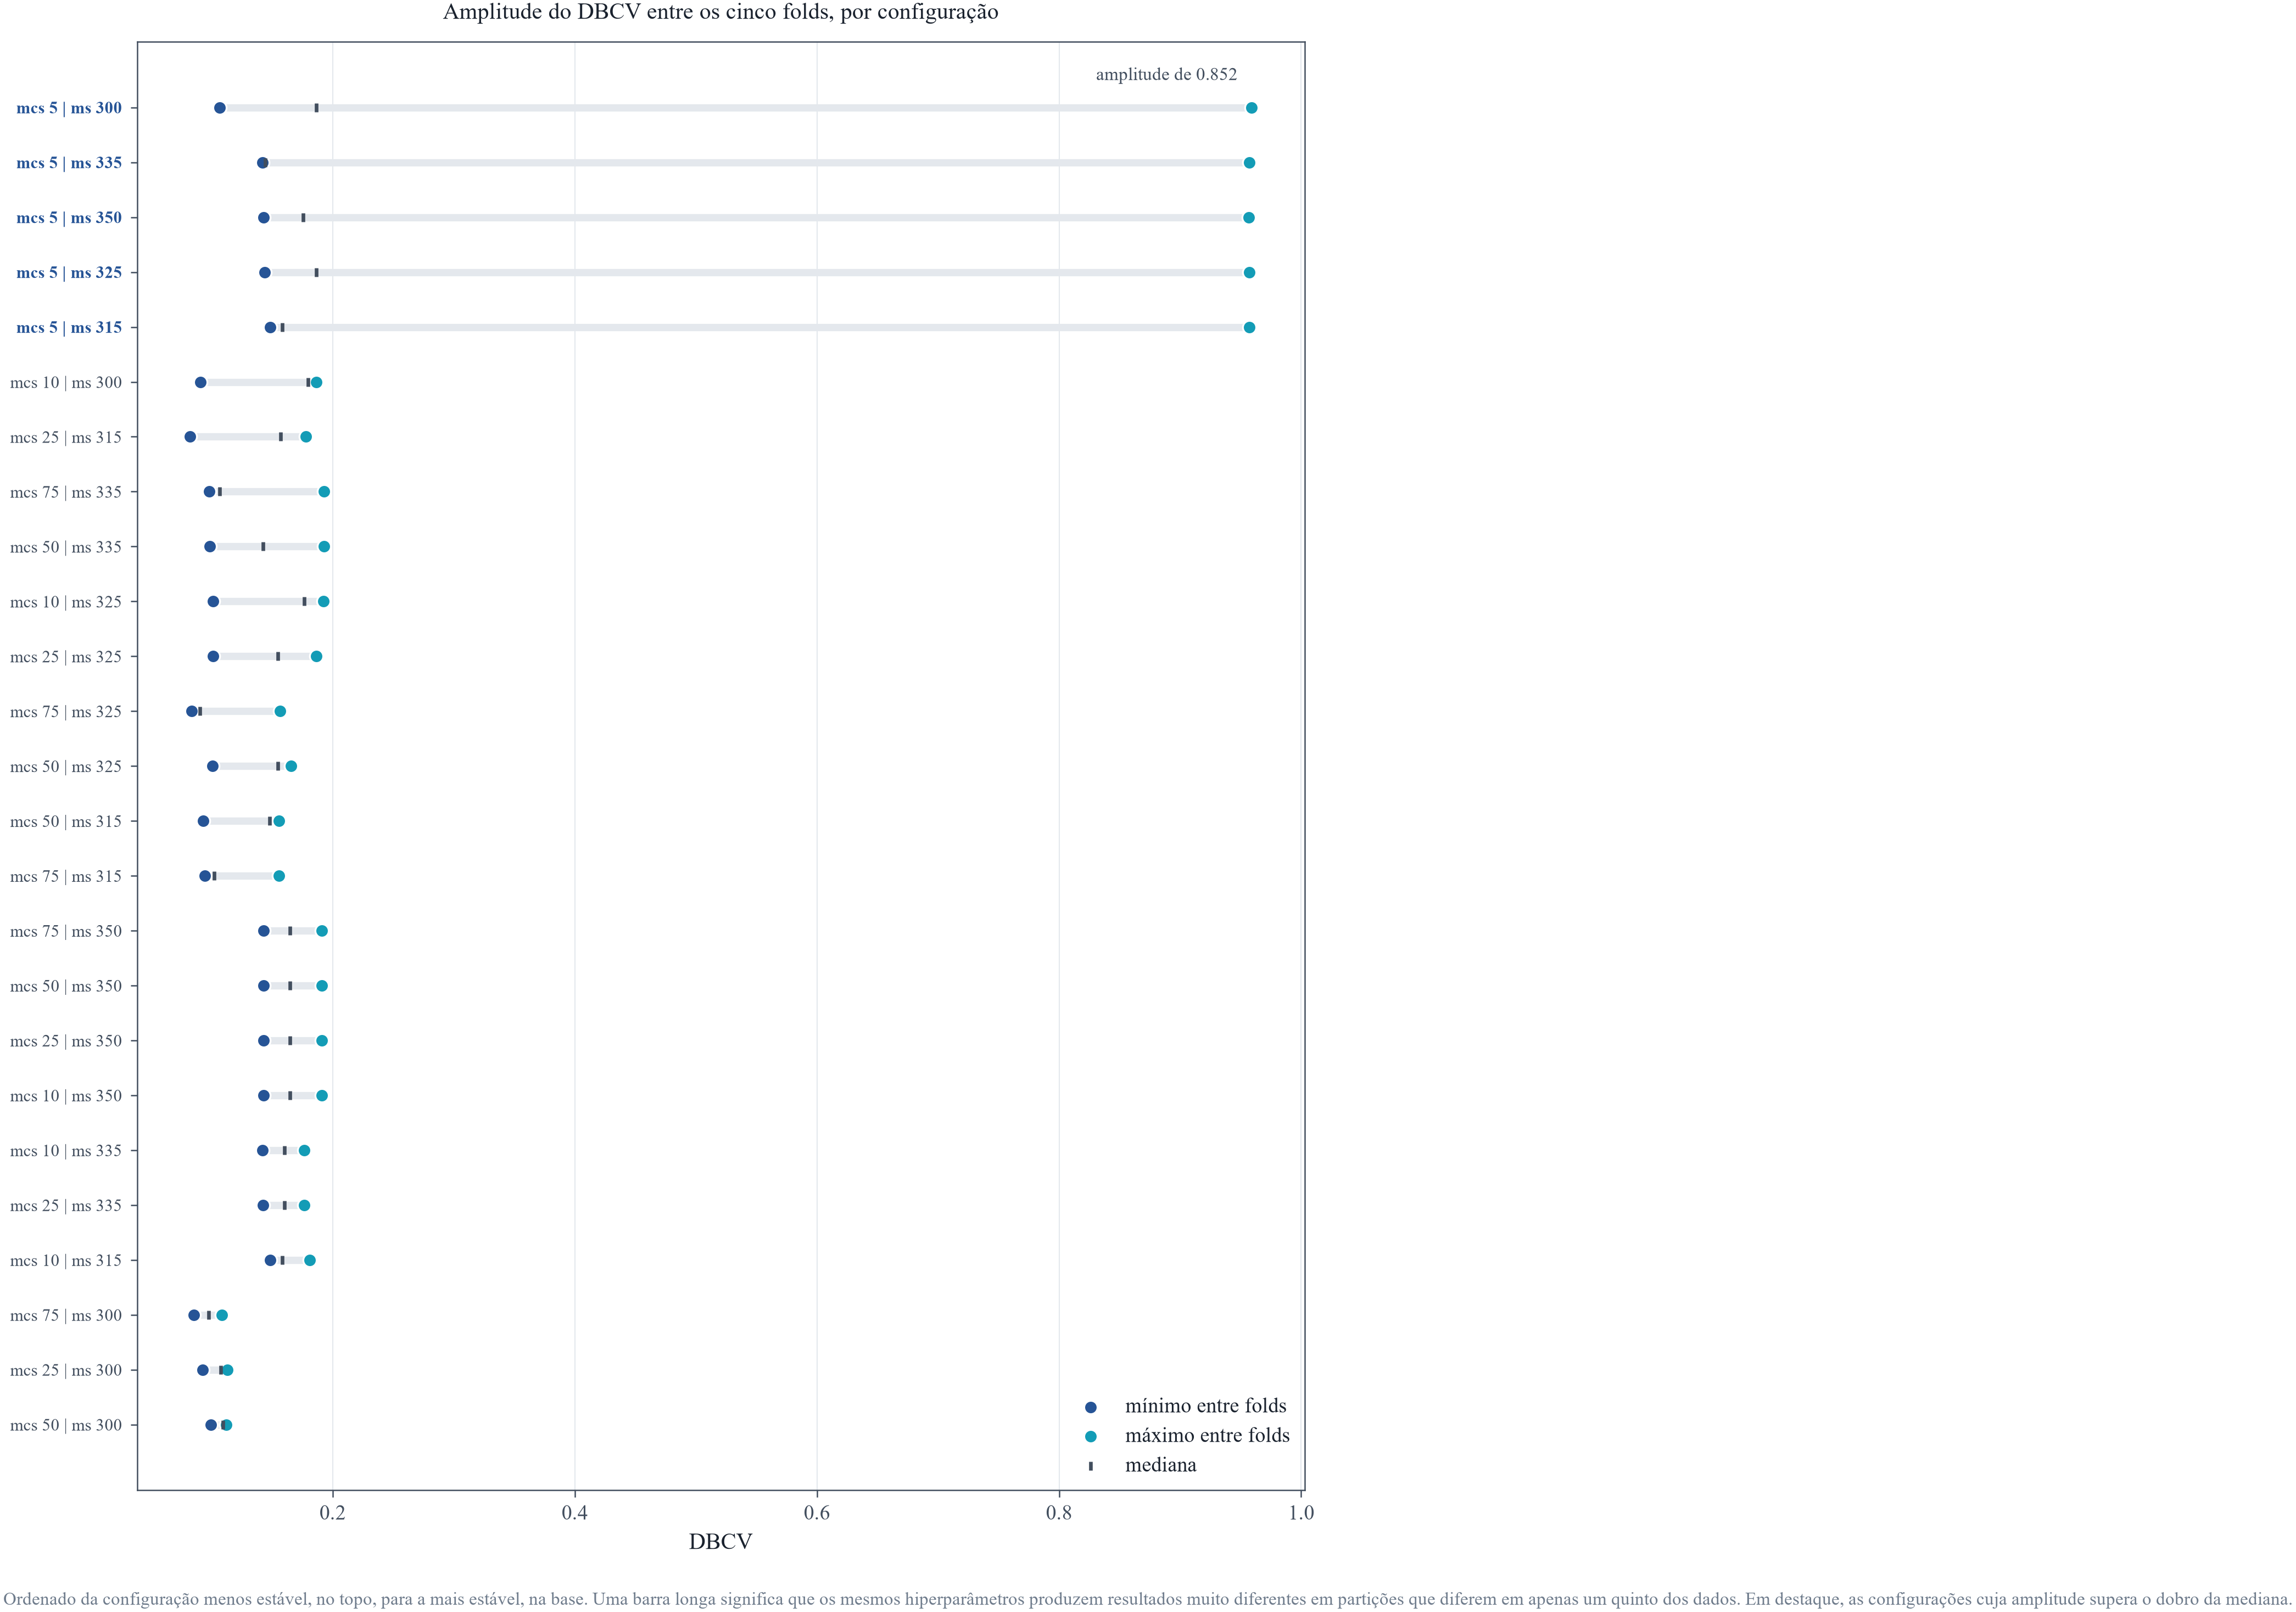 Amplitude do DBCV entre os cinco folds, por configuração
amplitude de 0.852
mcs 5 | ms 300
mcs 5 | ms 335
mcs 5 | ms 350
mcs 5 | ms 325
mcs 5 | ms 315
mcs 10 | ms 300
mcs 25 | ms 315
mcs 75 | ms 335
mcs 50 | ms 335
mcs 10 | ms 325
mcs 25 | ms 325
mcs 75 | ms 325
mcs 50 | ms 325
mcs 50 | ms 315
mcs 75 | ms 315
mcs 75 | ms 350
mcs 50 | ms 350
mcs 25 | ms 350
mcs 10 | ms 350
mcs 10 | ms 335
mcs 25 | ms 335
mcs 10 | ms 315
mcs 75 | ms 300
mcs 25 | ms 300
mcs 50 | ms 300
mínimo entre folds
máximo entre folds
mediana
0.2 0.4 0.6 0.8 1.0
DBCV
Ordenado da configuração menos estável, no topo, para a mais estável, na base. Uma barra longa significa que os mesmos hiperparâmetros produzem resultados muito diferentes em partições que diferem em apenas um quinto dos dados. Em destaque, as configurações cuja amplitude supera o dobro da mediana.